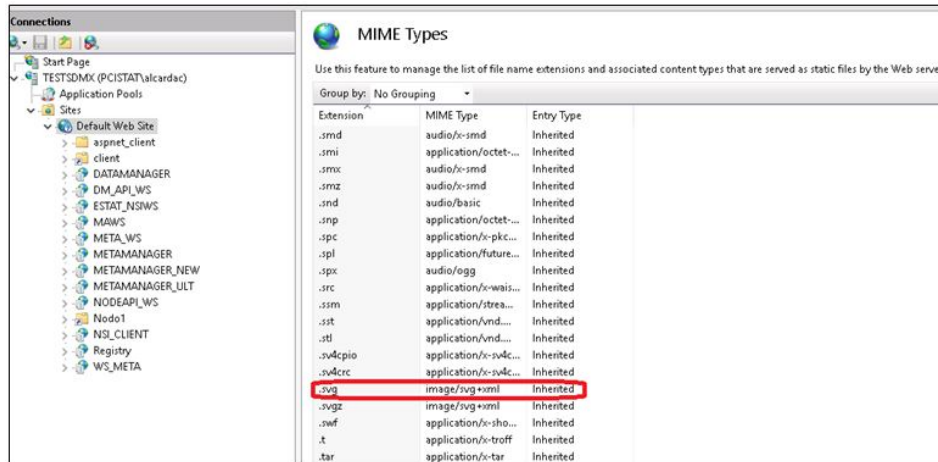 Connections
Start Page
TESTSDMX (PCISTAT\alcardac)
Application Pools
Sites
Default Web Site
aspnet_client
client
DATAMANAGER
DM_API_WS
ESTAT_NSIWS
MAWS
META_WS
METAMANAGER
METAMANAGER_NEW
METAMANAGER_ULT
NODEAPI_WS
Nodo1
NSI_CLIENT
Registry
WS_META
MIME Types
Use this feature to manage the list of file name extensions and associated content types that are served as static files by the Web serve
Group by: No Grouping
Extension MIME Type Entry Type
.smd audio/x-smd Inherited
.smi application/octet-... Inherited
.smx audio/x-smd Inherited
.smz audio/x-smd Inherited
.snd audio/basic Inherited
.snp application/octet-... Inherited
.spc application/x-pkc... Inherited
.spl application/future... Inherited
.spx audio/ogg Inherited
.src application/x-wais... Inherited
.ssm application/strea... Inherited
.sst application/vnd.... Inherited
.stl application/vnd.... Inherited
.sv4cpio application/x-sv4c... Inherited
.sv4crc application/x-sv4c... Inherited
.svg image/svg+xml Inherited
.svgz image/svg+xml Inherited
.swf application/x-sho... Inherited
.t application/x-troff Inherited
.tar application/x-tar Inherited